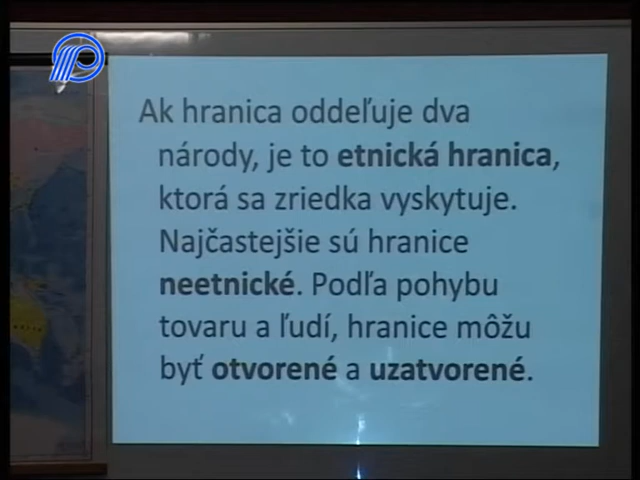 Ak hranica oddeľuje dva
národy, je to etnická hranica,
ktorá sa zriedka vyskytuje.
Najčastejšie sú hranice
neetnické. Podľa pohybu
tovaru a ľudí, hranice môžu
byť otvorené a uzatvorené.